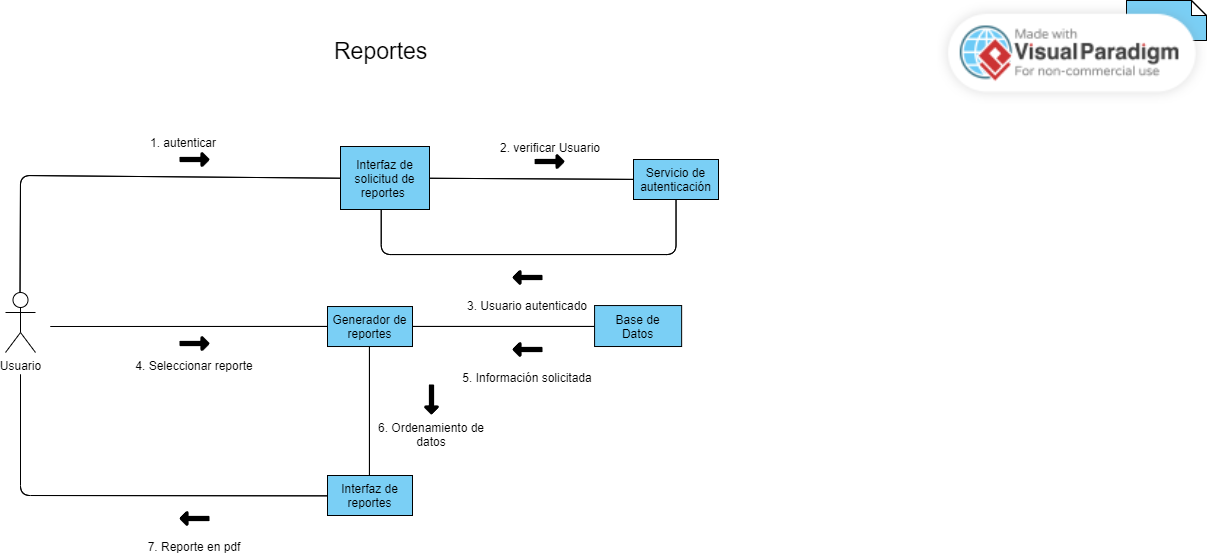 Made with
Visual Paradigm
For non-commercial use
Reportes
1. autenticar
2. verificar Usuario
Interfaz de
solicitud de
reportes
Servicio de
autenticación
3. Usuario autenticado
Generador de
reportes
Base de
Datos
Usuario
4. Seleccionar reporte
5. Información solicitada
6. Ordenamiento de
datos
Interfaz de
reportes
7. Reporte en pdf